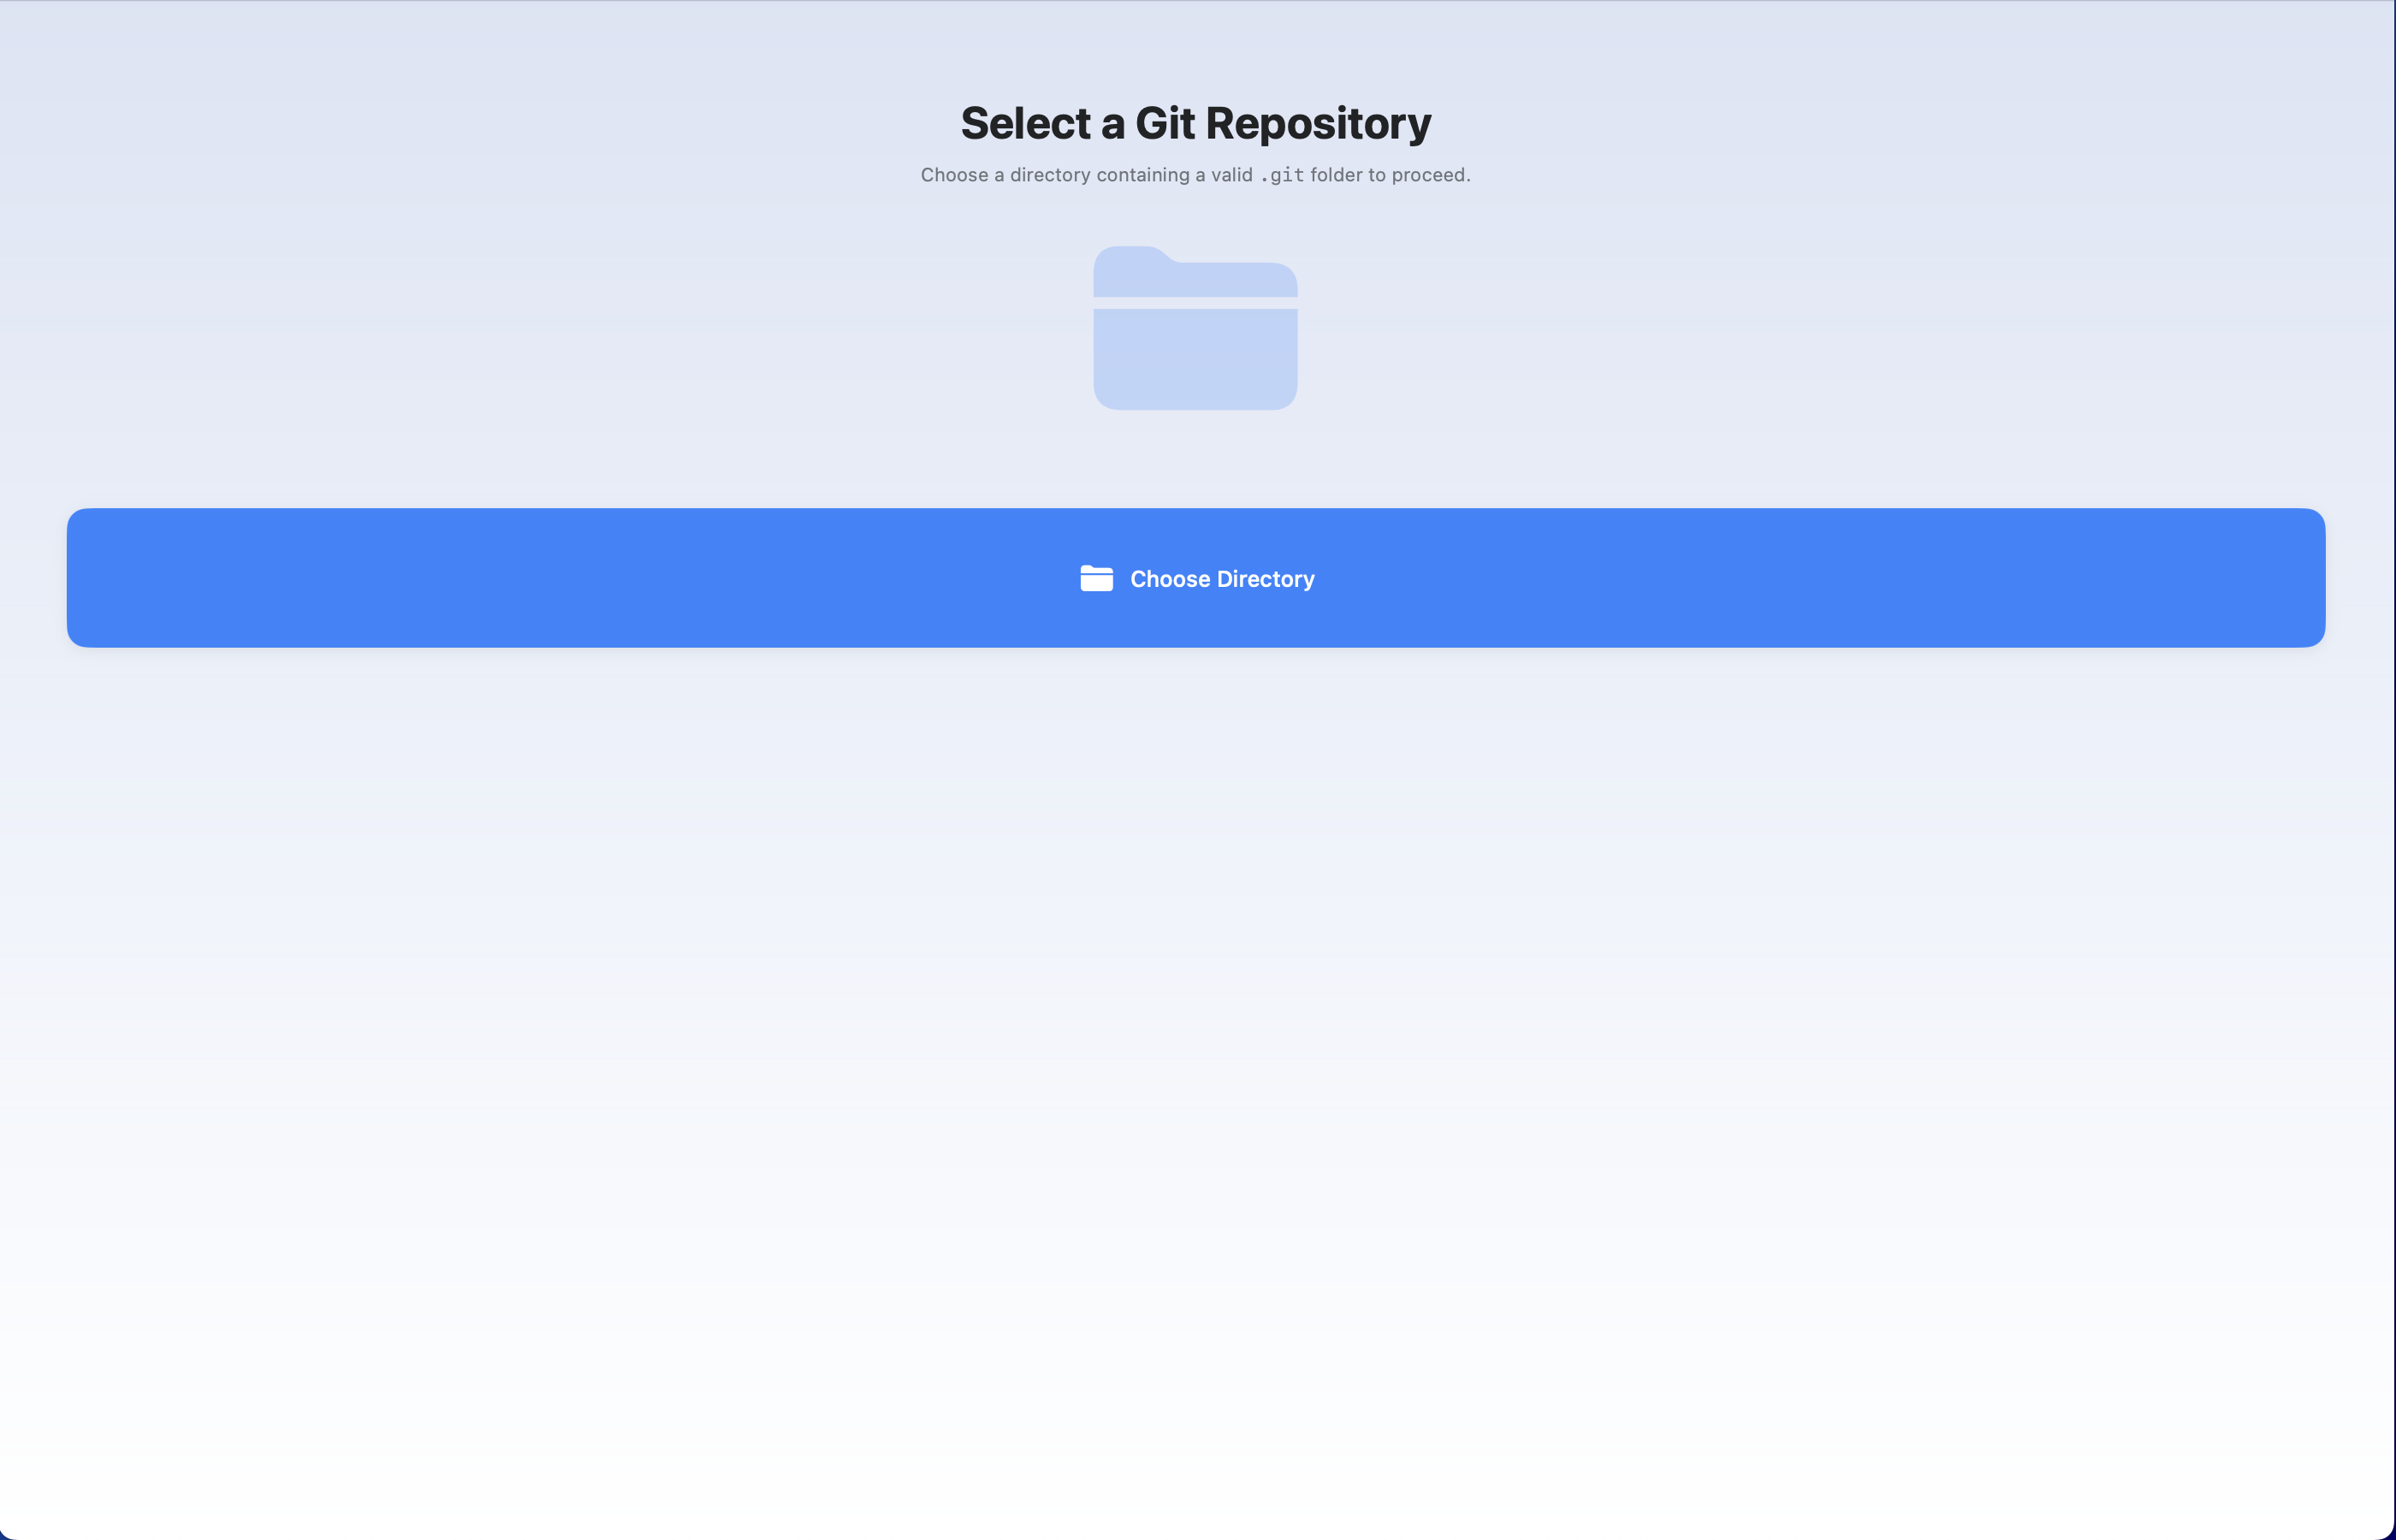 Select a Git Repository
Choose a directory containing a valid .git folder to proceed.
Choose Directory